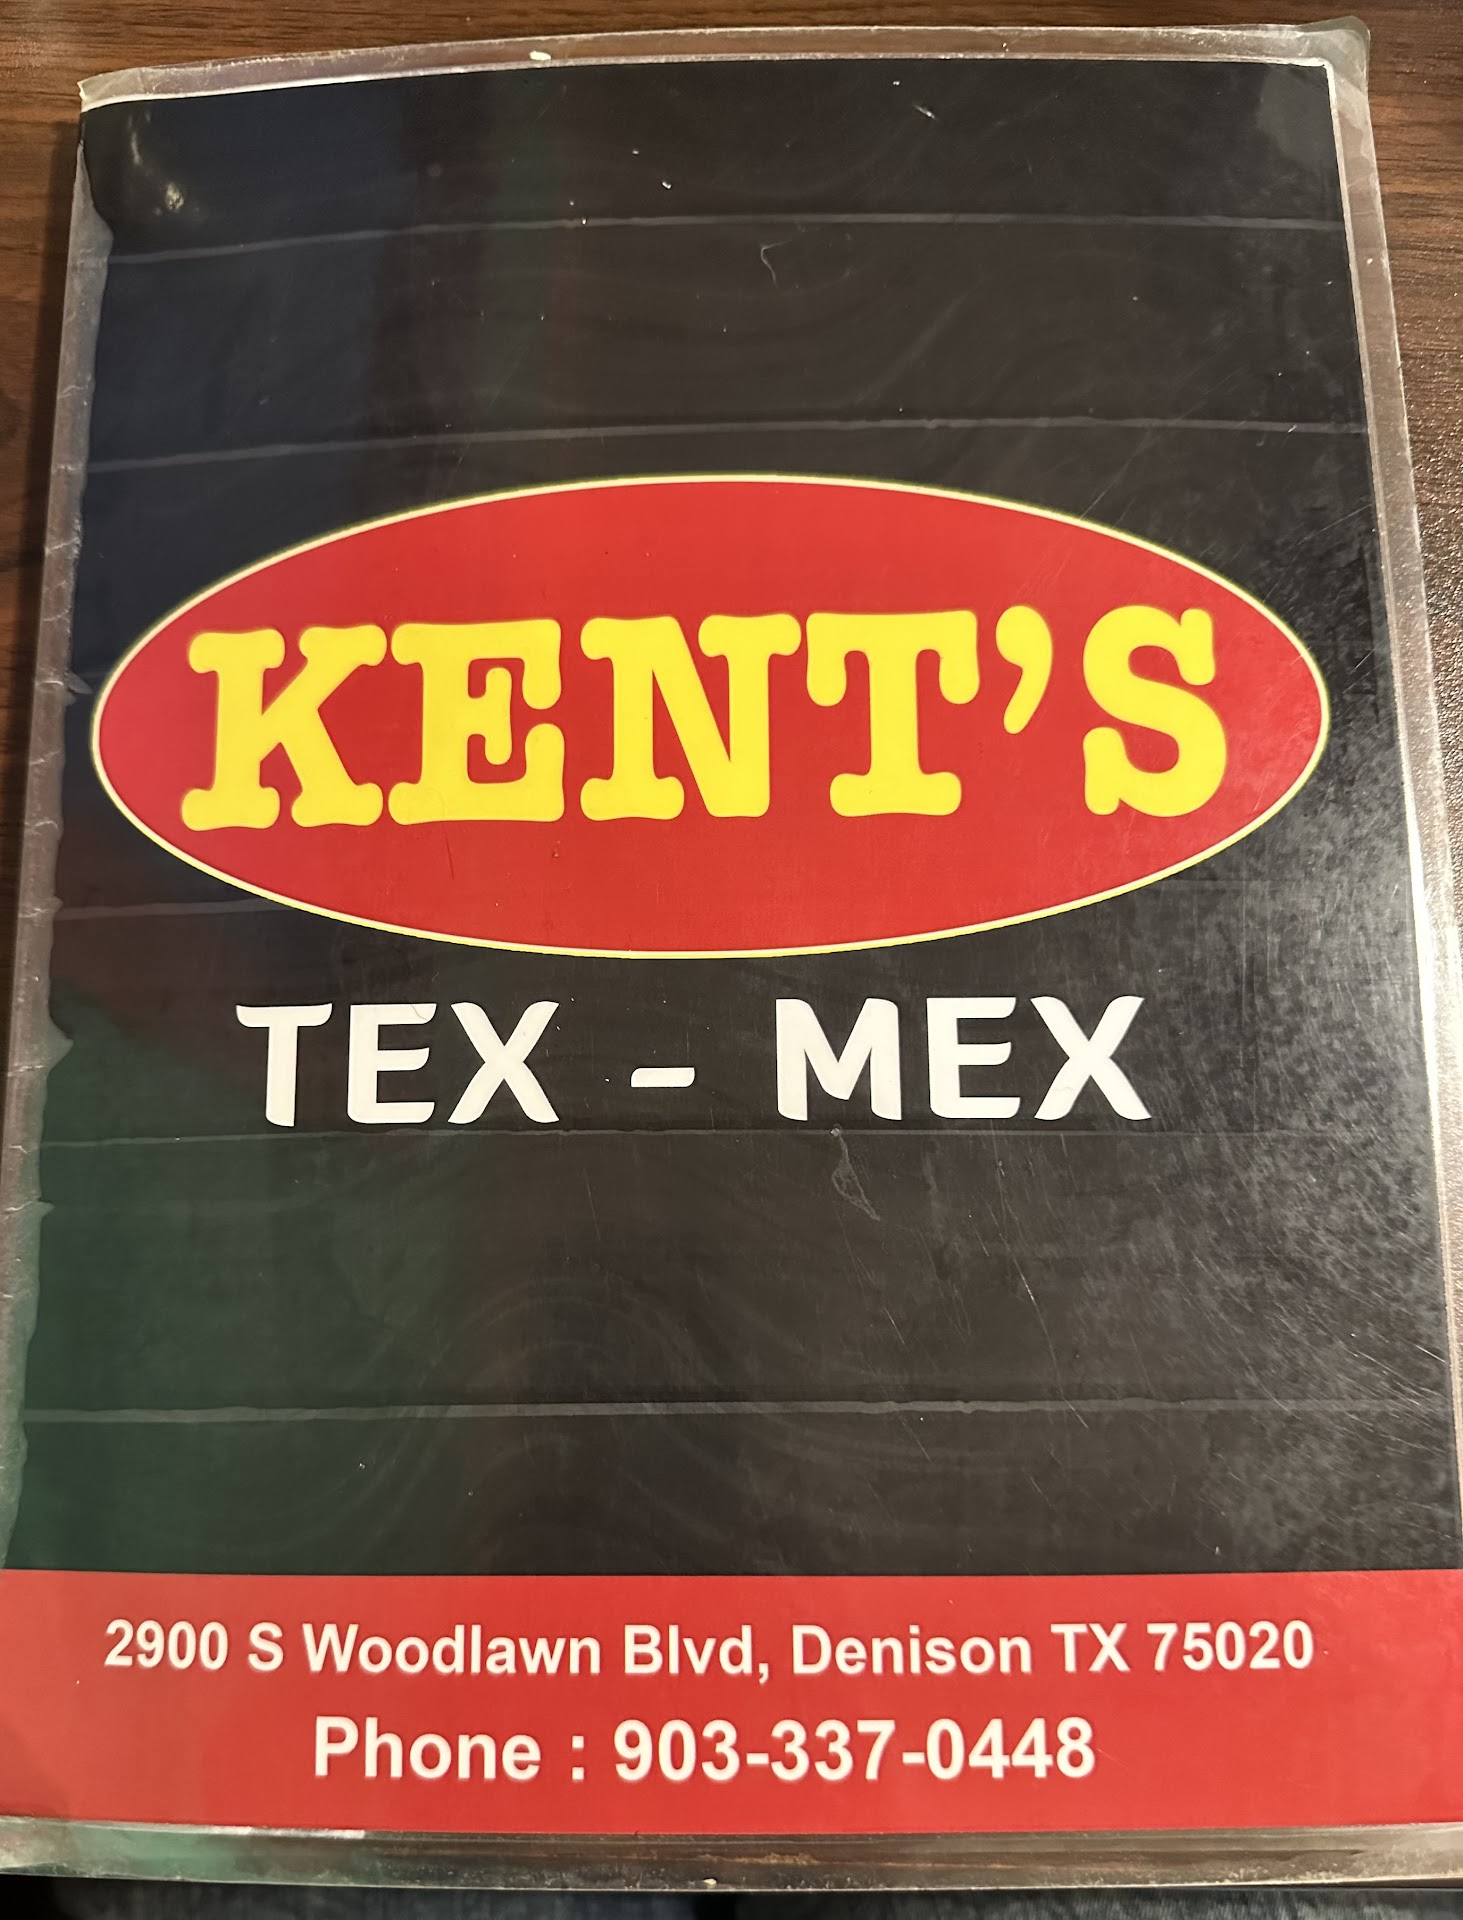 KENT'S
TEX - MEX
2900 S Woodlawn Blvd, Denison TX 75020
Phone : 903-337-0448